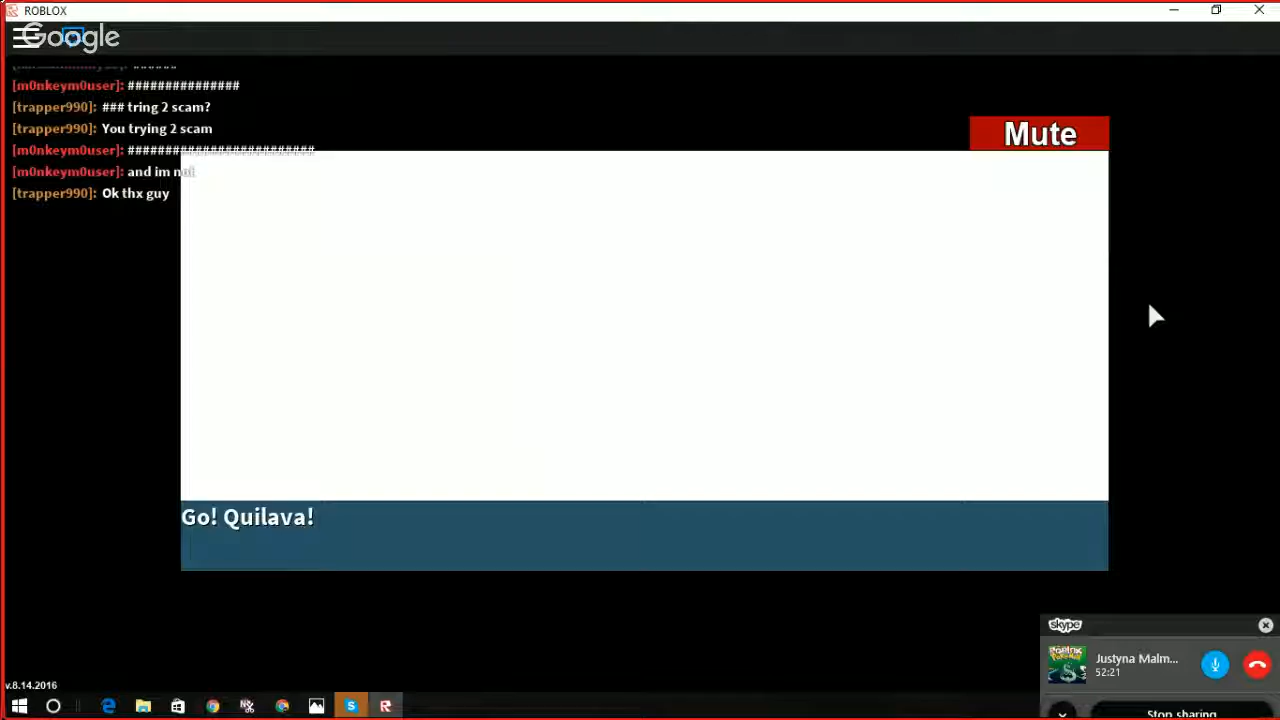 ROBLOX
Google
[m0nkeym0user]: ###############
[trapper990]: ### tring 2 scam?
[trapper990]: You trying 2 scam
[m0nkeym0user]: #########################
[m0nkeym0user]: and im not
[trapper990]: Ok thx guy
Mute
Go! Quilava!
skype
Justyna Malm...
52:21
Stop sharing
v.8.14.2016